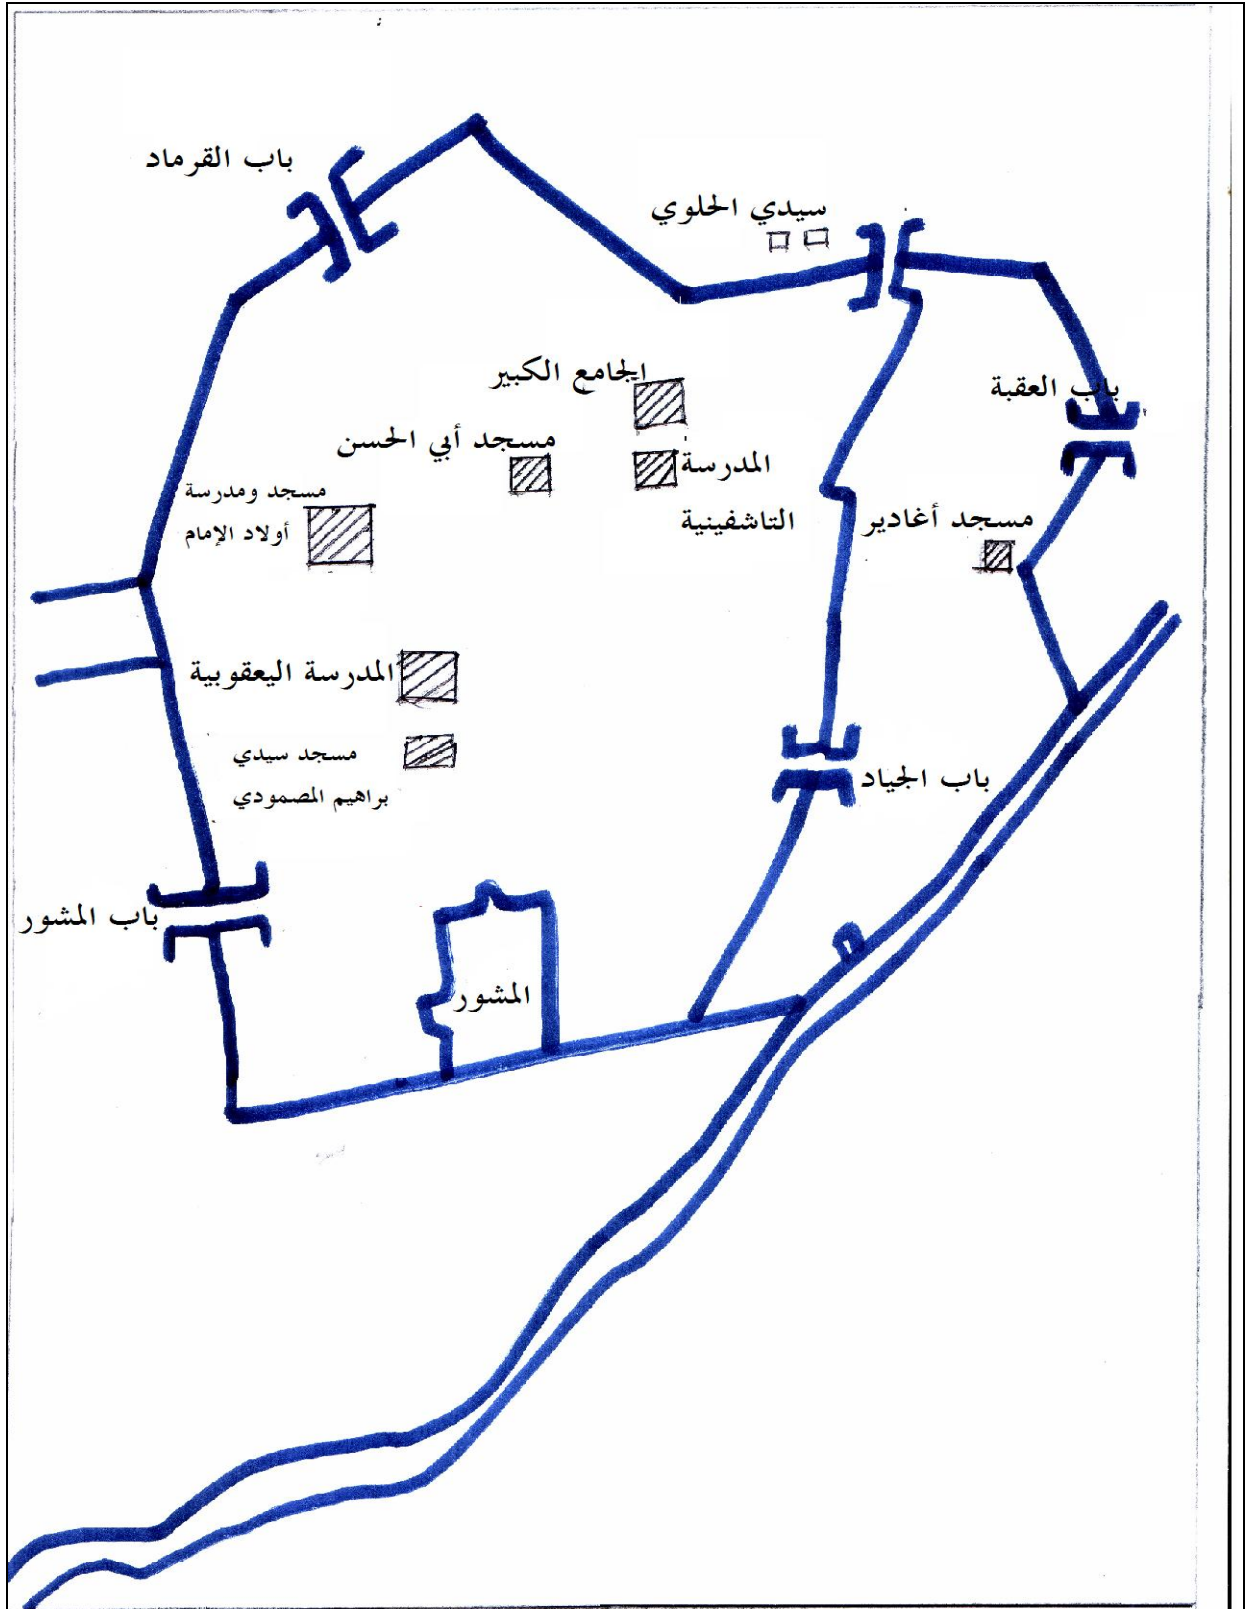 باب القرماد
سيدي الحلوي
الجامع الكبير
باب العقبة
مسجد أبي الحسن
المدرسة
التاشفينية
مسجد ومدرسة
أولاد الإمام
مسجد أغادير
المدرسة اليعقوبية
مسجد سيدي
براهيم المصمودي
باب الجياد
باب المشور
المشور